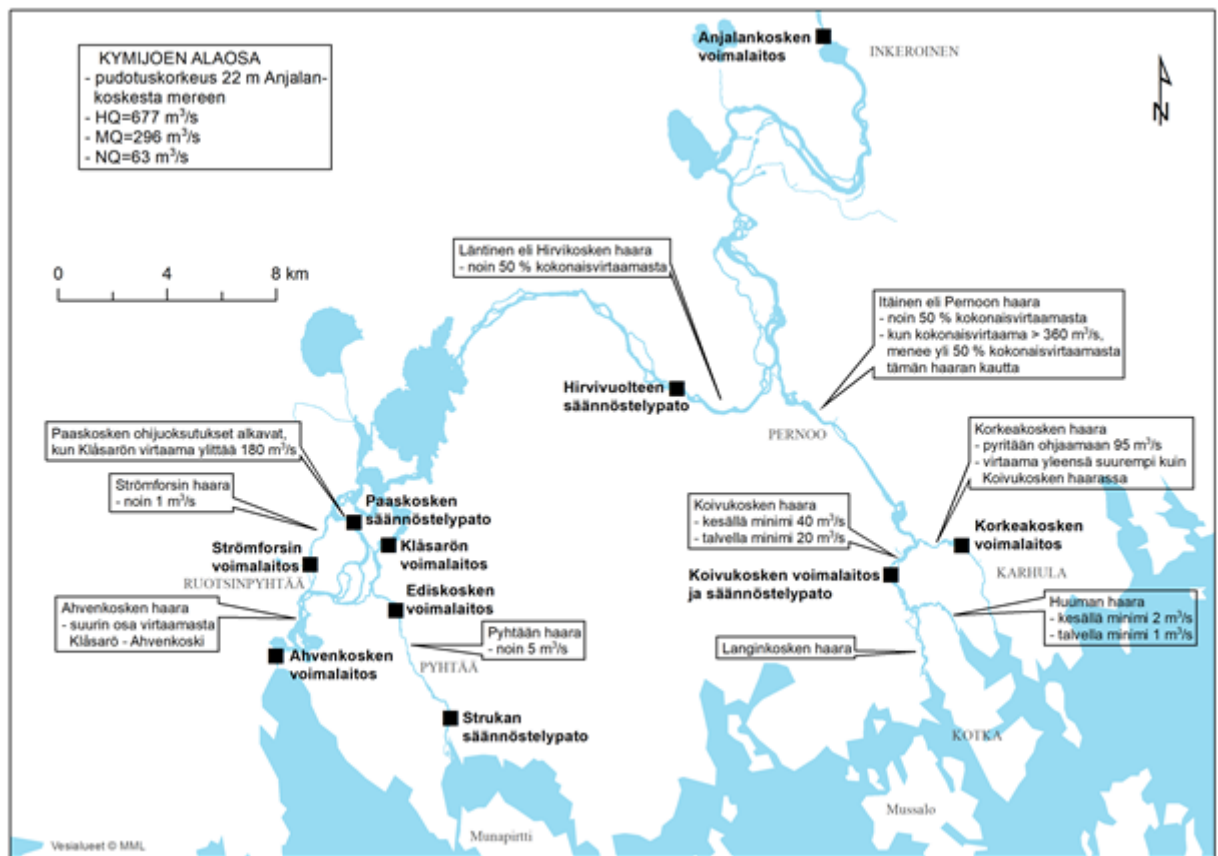 KYMIJOEN ALAOSA
- pudotuskorkeus 22 m Anjalan-
koskesta mereen
- HQ=677 m³/s
- MQ=296 m³/s
- NQ=63 m³/s
Anjalankosken
voimalaitos
INKEROINEN
N
0 4 8 km
Läntinen eli Hirvikosken haara
- noin 50 % kokonaisvirtaamasta
Itäinen eli Pernoon haara
- noin 50 % kokonaisvirtaamasta
- kun kokonaisvirtaama > 360 m³/s,
menee yli 50 % kokonaisvirtaamasta
tämän haaran kautta
Hirvivuolteen
säännöstelypato
PERNOO
Paaskosken ohijuoksutukset alkavat,
kun Klåsarön virtaama ylittää 180 m³/s
Korkeakosken haara
- pyritään ohjaamaan 95 m³/s
- virtaama yleensä suurempi kuin
Koivukosken haarassa
Strömforsin haara
- noin 1 m³/s
Paaskosken
säännöstelypato
Koivukosken haara
- kesällä minimi 40 m³/s
- talvella minimi 20 m³/s
Korkeakosken
voimalaitos
Strömforsin
voimalaitos
Klåsarön
voimalaitos
RUOTSINPYHTÄÄ
Koivukosken voimalaitos
ja säännöstelypato
KARHULA
Ediskosken
voimalaitos
Ahvenkosken haara
- suurin osa virtaamasta
Klåsarö - Ahvenkoski
Huuman haara
- kesällä minimi 2 m³/s
- talvella minimi 1 m³/s
Pyhtään haara
- noin 5 m³/s
Langinkosken haara
Ahvenkosken
voimalaitos
PYHTÄÄ
Strukan
säännöstelypato
KOTKA
Mussalo
Munapirtti
Vesialueet © MML